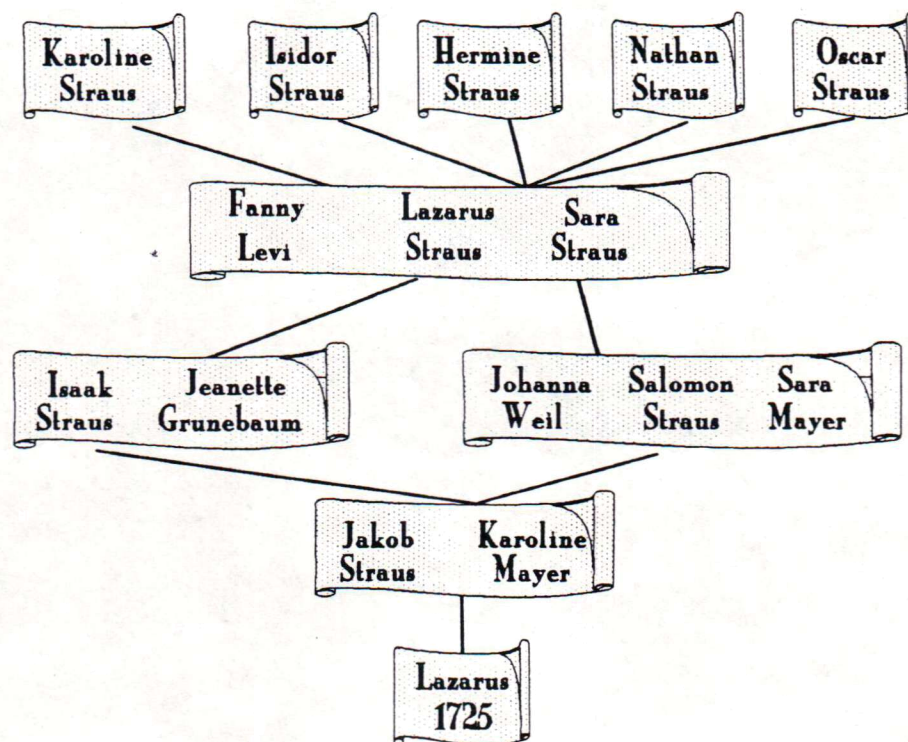 Karoline
Straus
Isidor
Straus
Hermine
Straus
Nathan
Straus
Oscar
Straus
Fanny
Levi
Lazarus
Straus
Sara
Straus
Isaak
Straus
Jeanette
Grunebaum
Johanna
Weil
Salomon
Straus
Sara
Mayer
Jakob
Straus
Karoline
Mayer
Lazarus
1725